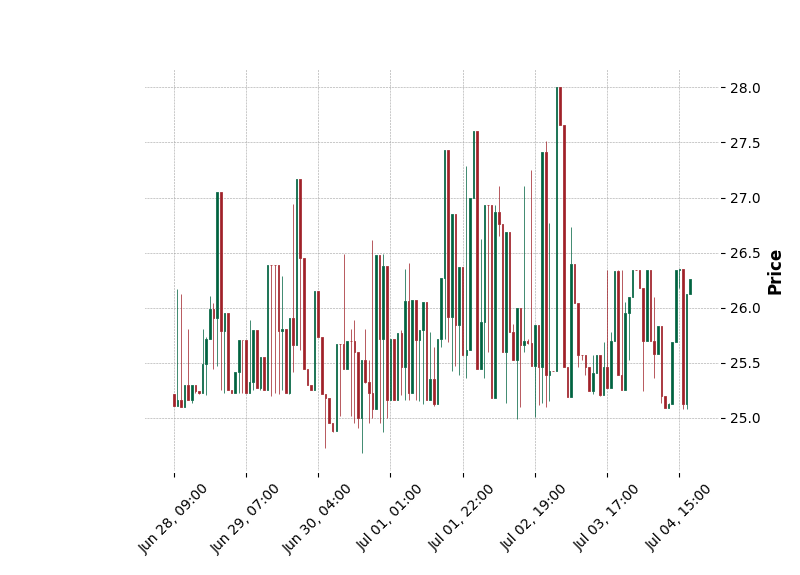 28.0
27.5
27.0
26.5
26.0
25.5
25.0
Price
Jun 28, 09:00
Jun 29, 07:00
Jun 30, 04:00
Jul 01, 01:00
Jul 01, 22:00
Jul 02, 19:00
Jul 03, 17:00
Jul 04, 15:00